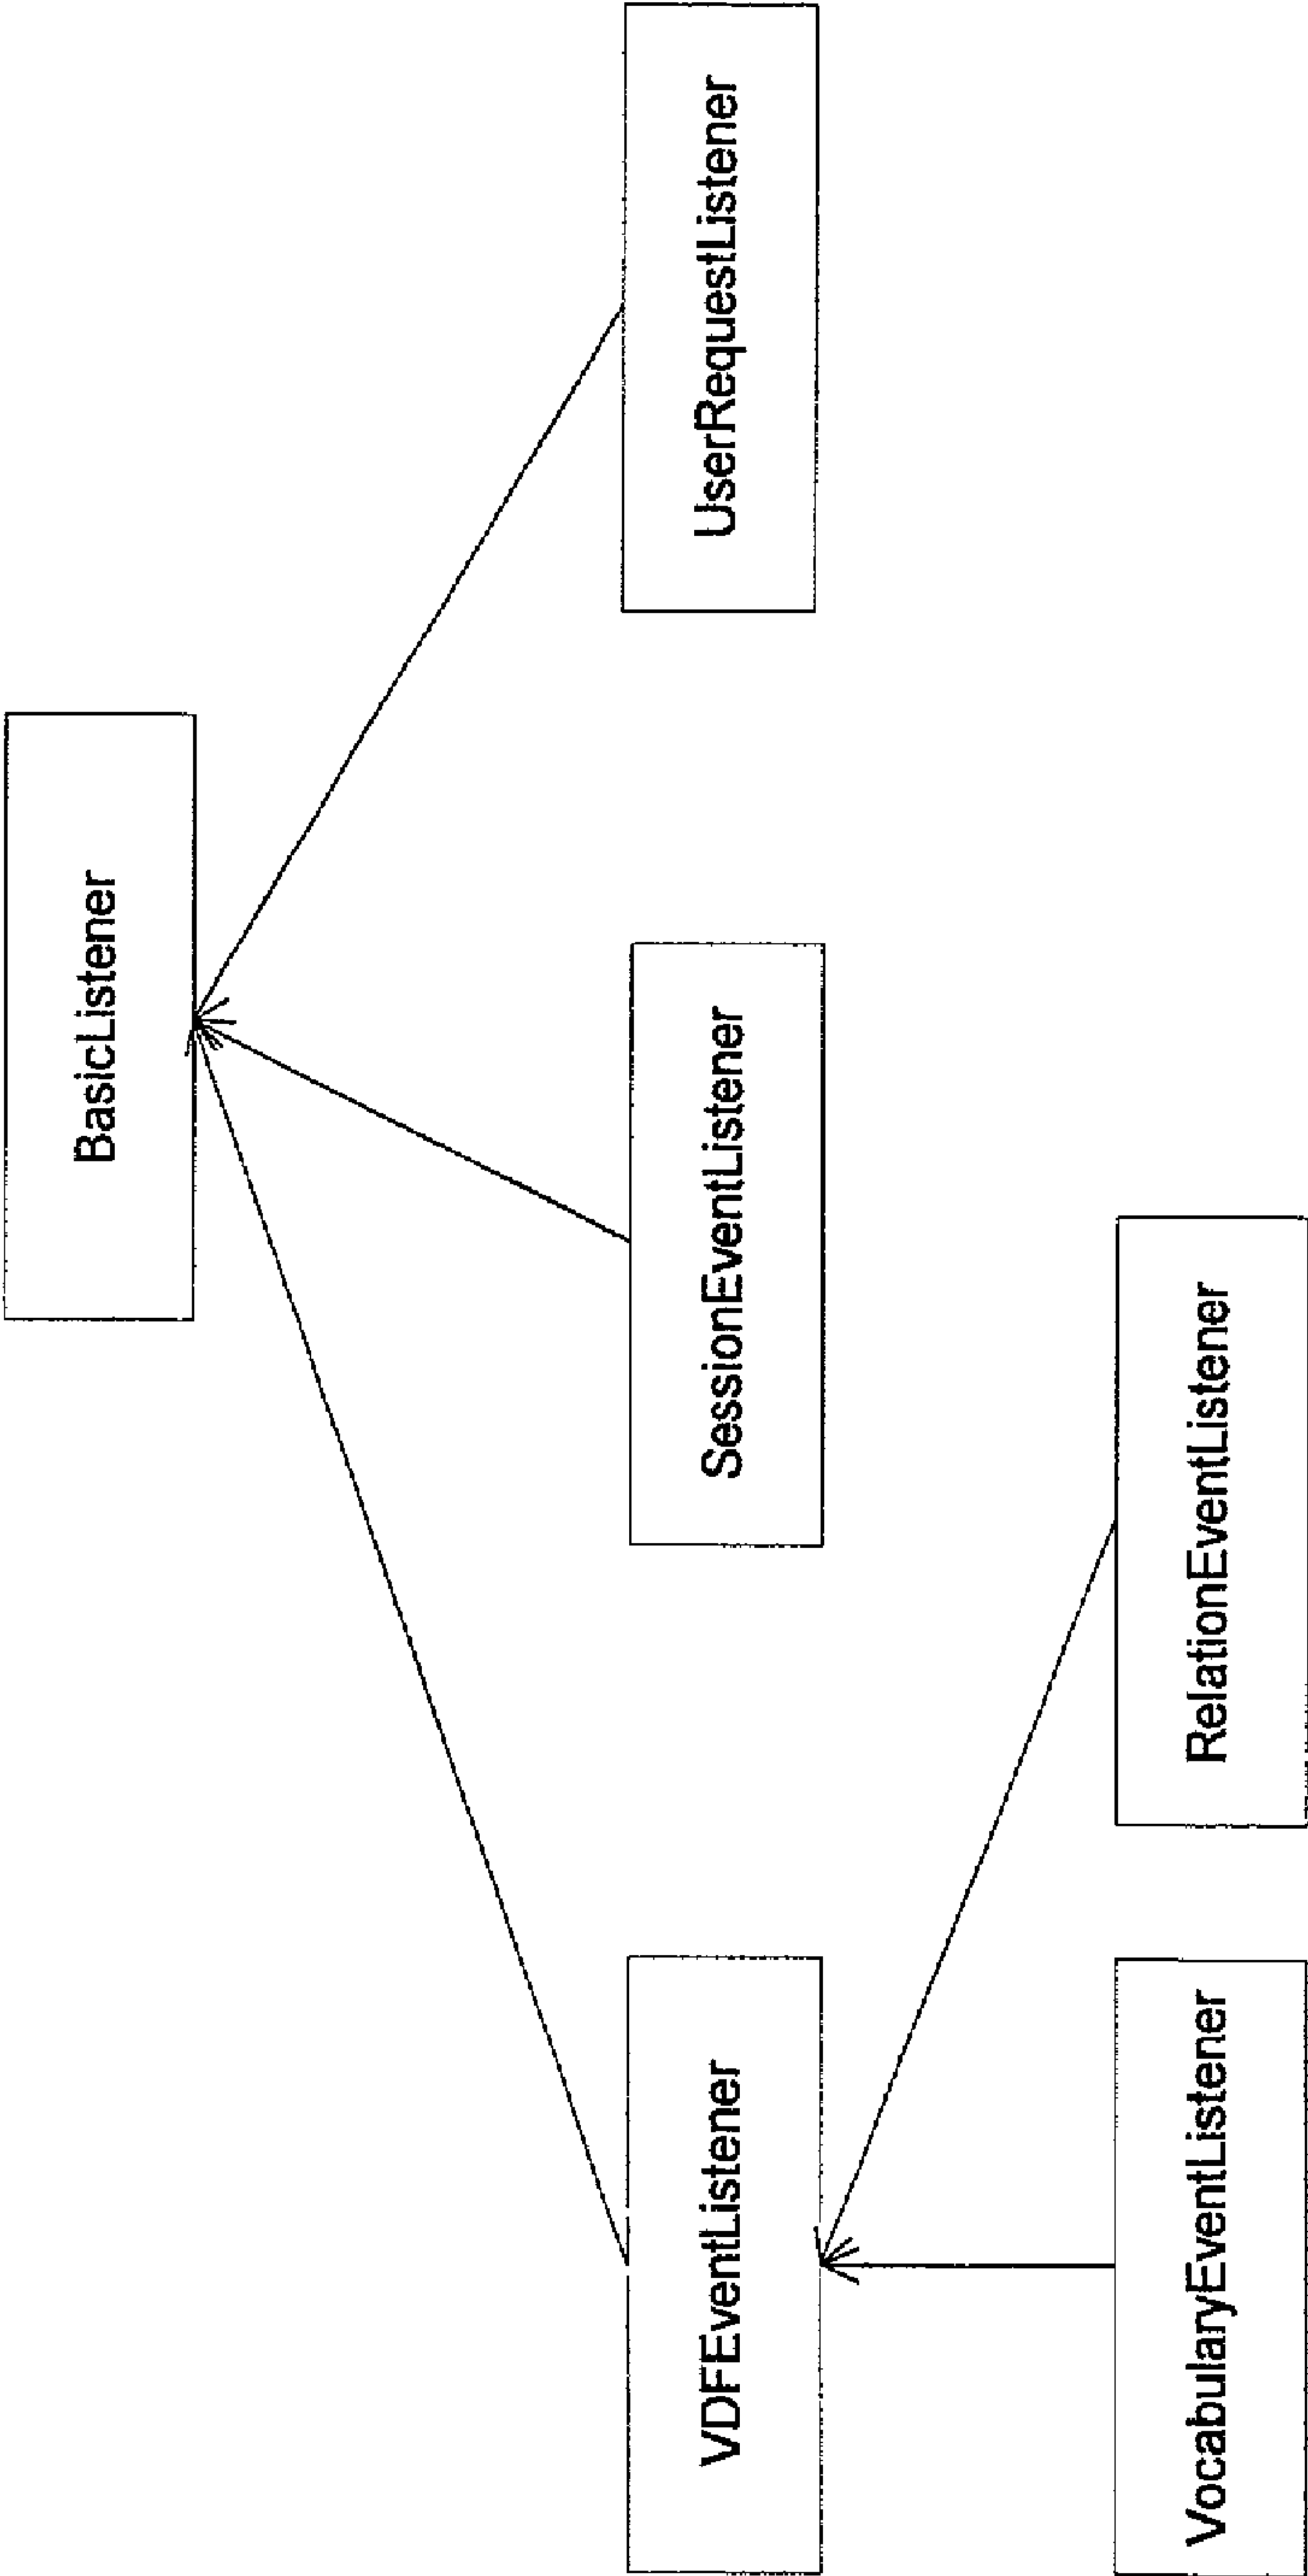 BasicListener
VDFEventListener
SessionEventListener
UserRequestListener
VocabularyEventListener
RelationEventListener